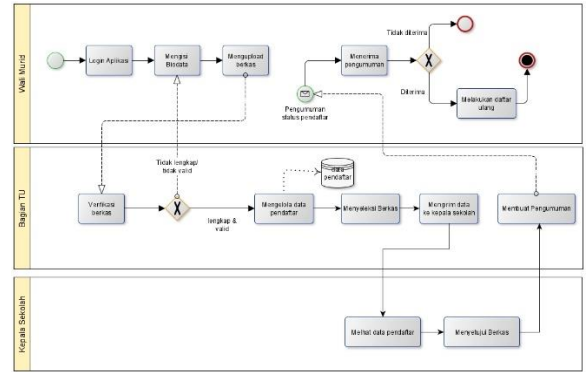 Wali Murid
Login Aplikasi
Mengisi
Biodata
Mengupload
berkas
Pengumuman
status pendaftar
Menerima
pengumuman
Tidak diterima
Diterima
Melakukan daftar
ulang
Bagian TU
Verifikasi
berkas
Tidak lengkap/
tidak valid
lengkap &
valid
Mengelola data
pendaftar
data
pendaftar
Menyeleksi Berkas
Mengirim data
ke kepala sekolah
Membuat Pengumuman
Kepala Sekolah
Melihat data pendaftar
Menyetujui Berkas